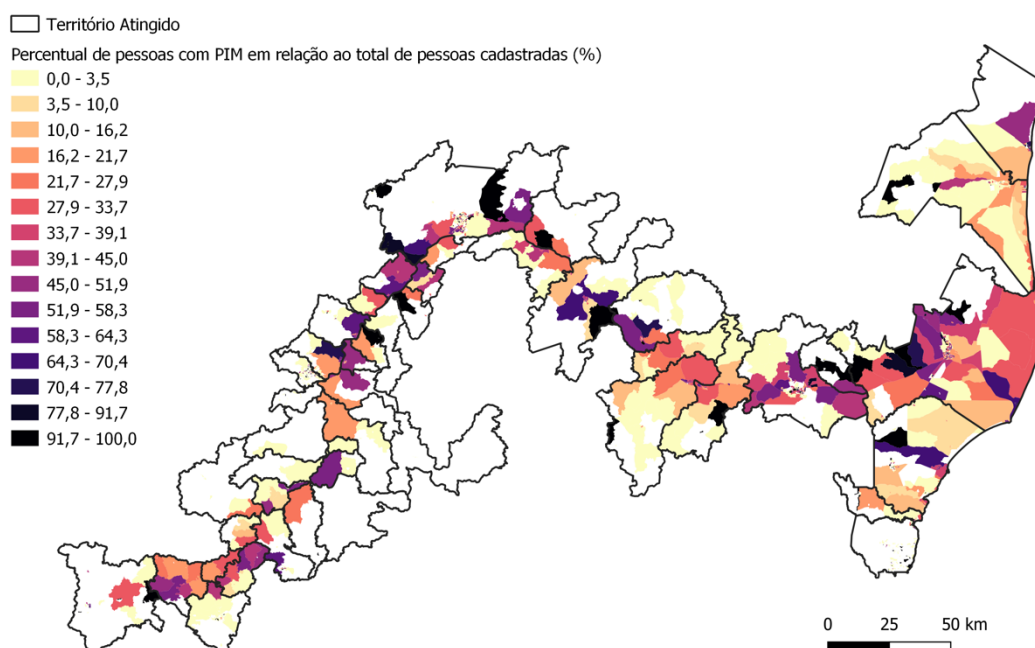 Território Atingido
Percentual de pessoas com PIM em relação ao total de pessoas cadastradas (%)
0,0 - 3,5
3,5 - 10,0
10,0 - 16,2
16,2 - 21,7
21,7 - 27,9
27,9 - 33,7
33,7 - 39,1
39,1 - 45,0
45,0 - 51,9
51,9 - 58,3
58,3 - 64,3
64,3 - 70,4
70,4 - 77,8
77,8 - 91,7
91,7 - 100,0
0 25 50 km